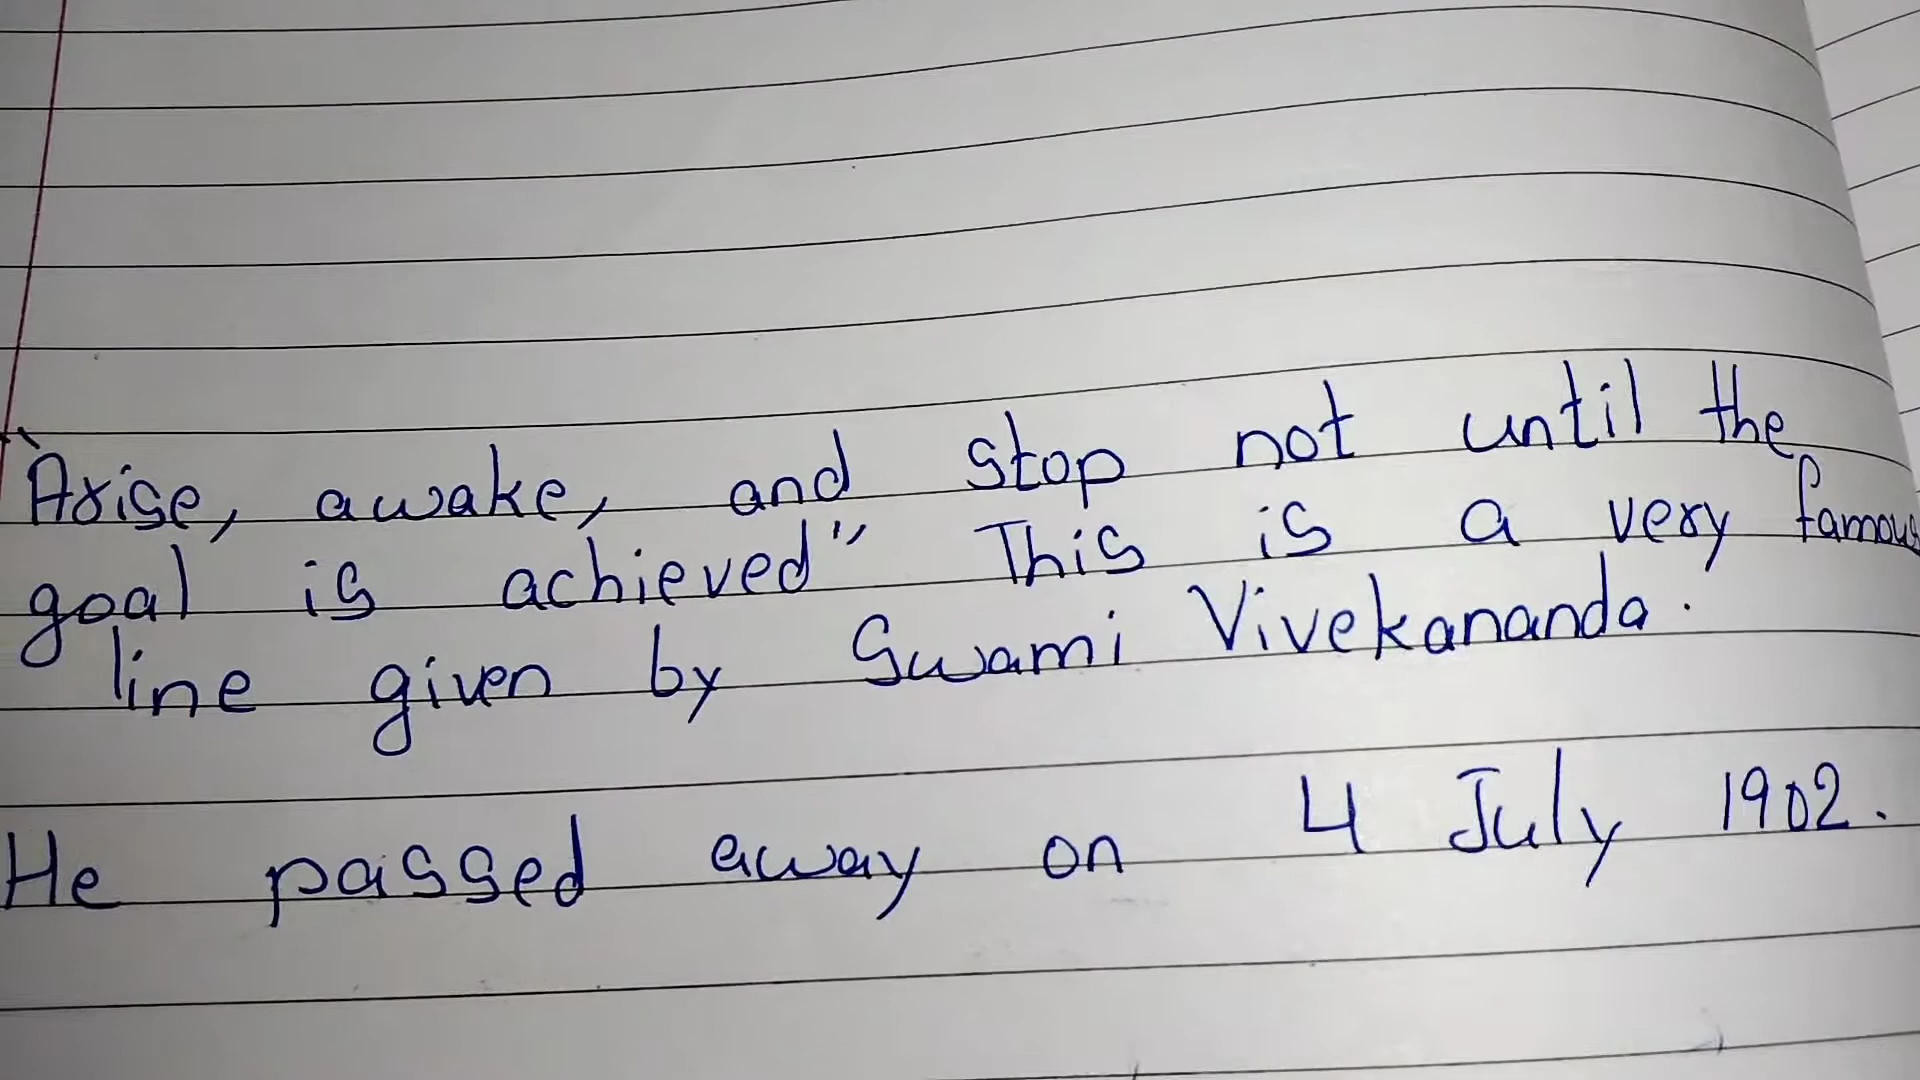 "Arise, awake, and stop not until the
goal is achieved" This is a very famous
line given by Swami Vivekananda.
He passed away on 4 July 1902.